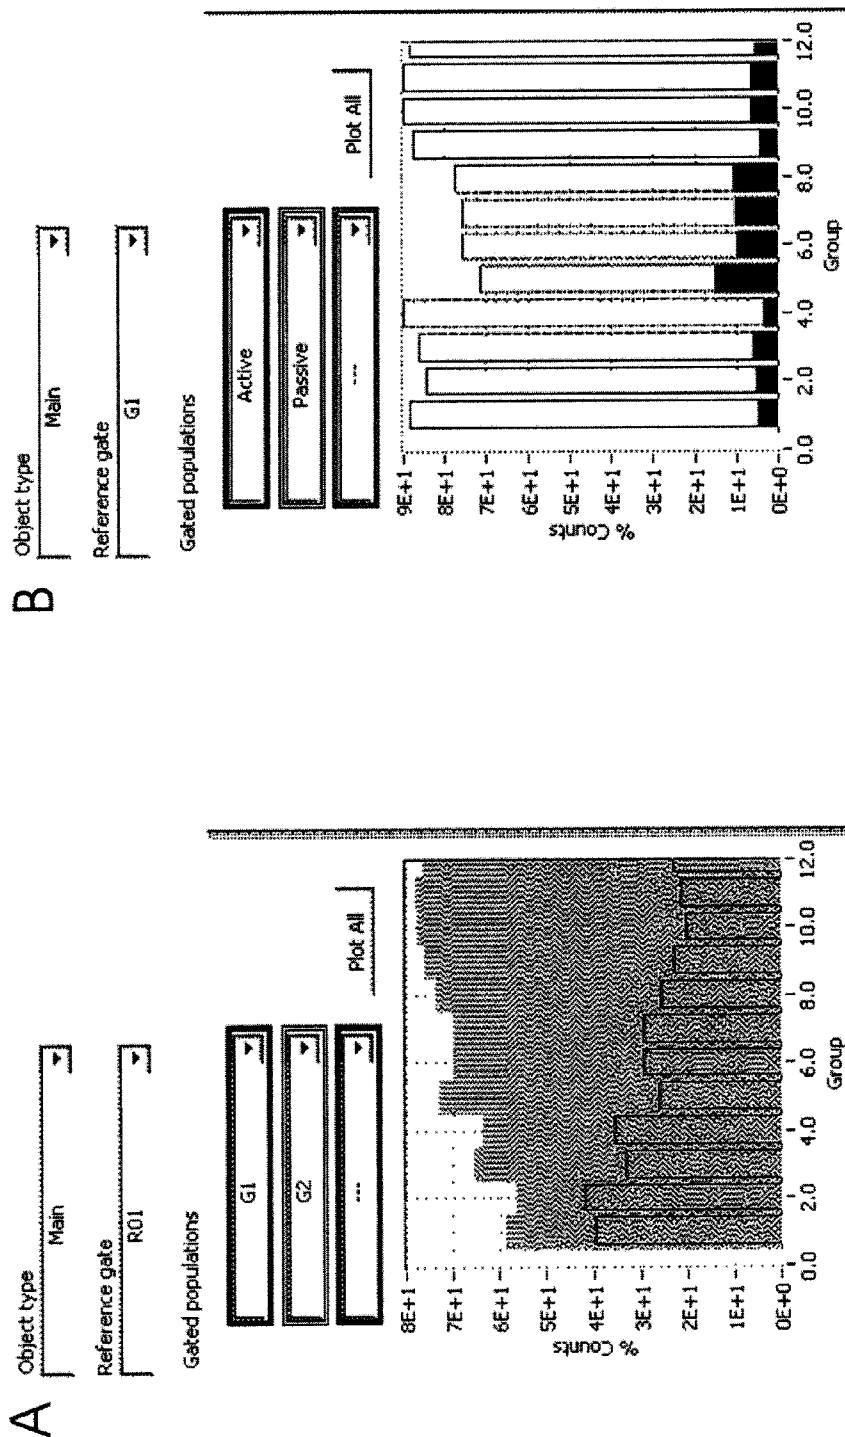 A
Object type
Main
Reference gate
R01
Gated populations
G1
G2
---
Plot All
8E+1
7E+1
6E+1
5E+1
4E+1
3E+1
2E+1
1E+1
0E+0
% Counts
0.0 2.0 4.0 6.0 8.0 10.0 12.0
Group
B
Object type
Main
Reference gate
G1
Gated populations
Active
Passive
---
Plot All
9E+1
8E+1
7E+1
6E+1
5E+1
4E+1
3E+1
2E+1
1E+1
0E+0
% Counts
0.0 2.0 4.0 6.0 8.0 10.0 12.0
Group